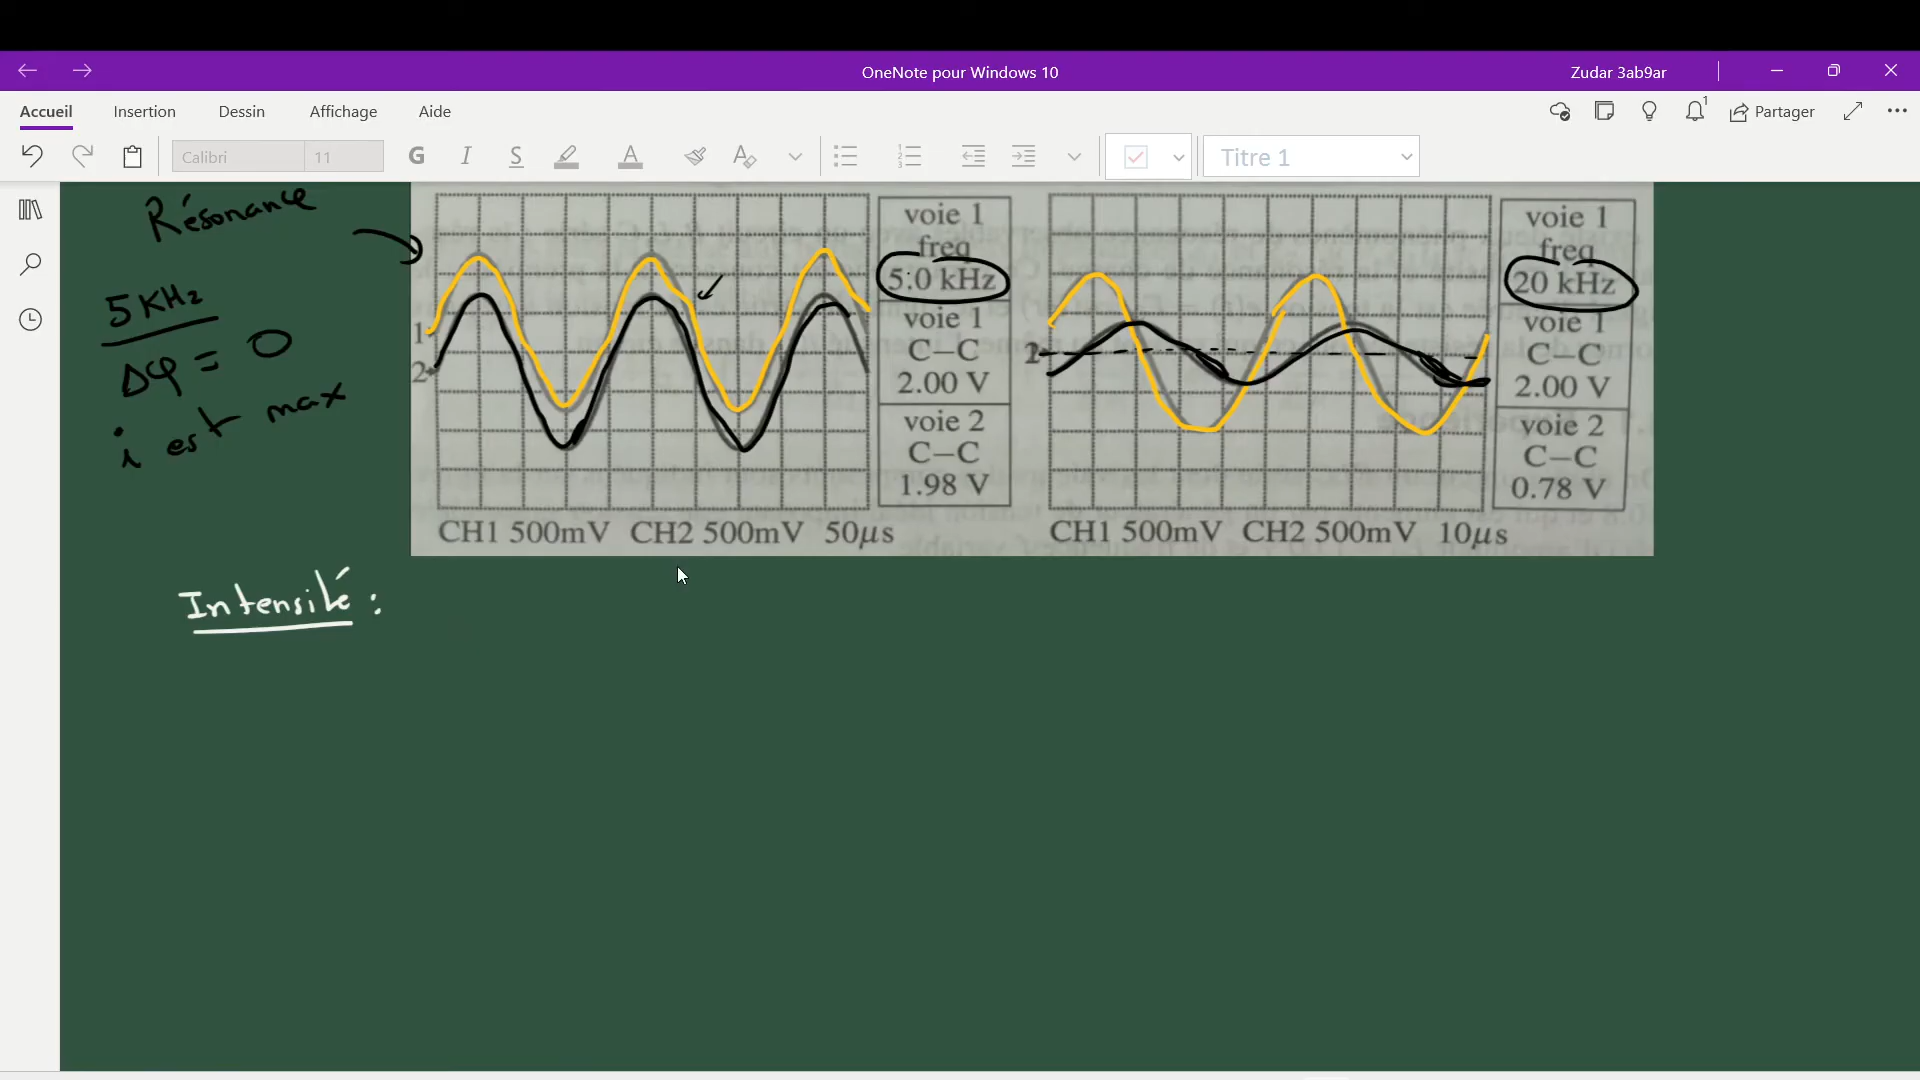 OneNote pour Windows 10
Zudar 3ab9ar
Accueil
Insertion
Dessin
Affichage
Aide
1
Partager
Calibri
11
G
I
S
A
A
Titre 1
Résonance
5 KHz
Δφ = 0
i est max
1
2
voie 1
freq
5.0 kHz
voie 1
C–C
2.00 V
voie 2
C–C
1.98 V
CH1 500mV CH2 500mV 50μs
voie 1
freq
20 kHz
voie 1
C–C
2.00 V
voie 2
C–C
0.78 V
CH1 500mV CH2 500mV 10μs
Intensité :